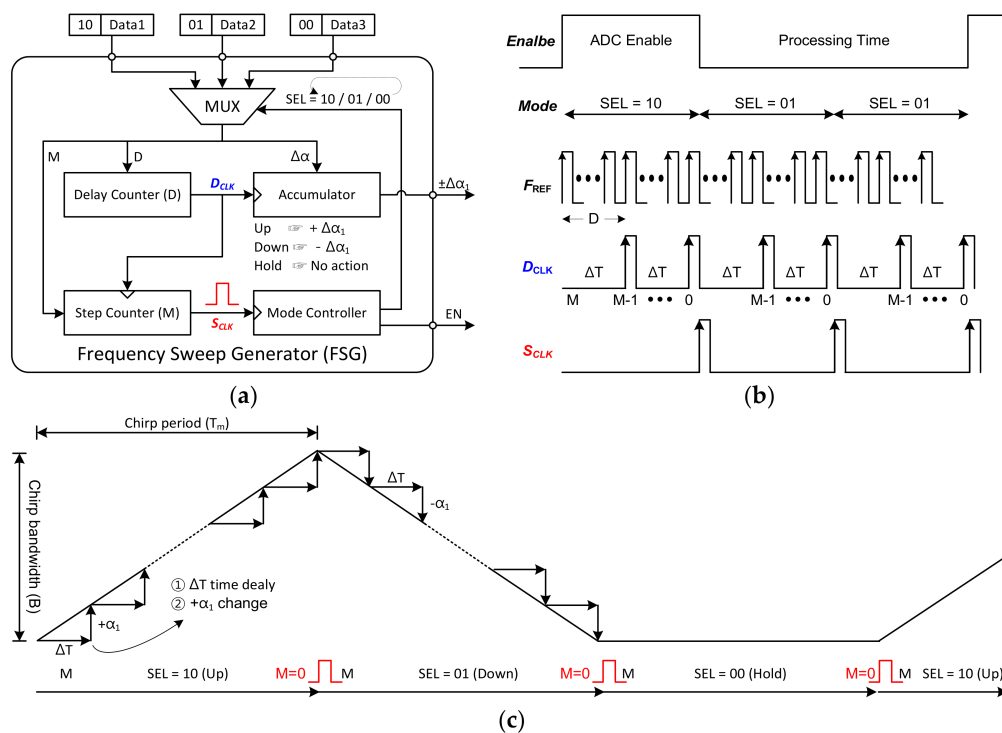 10 Data1 01 Data2 00 Data3
MUX
SEL = 10 / 01 / 00
M D Δα
Delay Counter (D) D_CLK Accumulator ±Δα₁
Up ☞ + Δα₁
Down ☞ - Δα₁
Hold ☞ No action
Step Counter (M) S_CLK Mode Controller EN
Frequency Sweep Generator (FSG)
(a)
Enalbe ADC Enable Processing Time
Mode SEL = 10 SEL = 01 SEL = 01
F_REF
D
D_CLK ΔT ΔT ΔT ΔT ΔT ΔT
M M-1 0 M-1 0 M-1 0
S_CLK
(b)
Chirp period (Tₘ)
Chirp bandwidth (B)
ΔT
-α₁
① ΔT time dealy
② +α₁ change
+α₁
ΔT
M SEL = 10 (Up) M=0 M SEL = 01 (Down) M=0 M SEL = 00 (Hold) M=0 M SEL = 10 (Up)
(c)